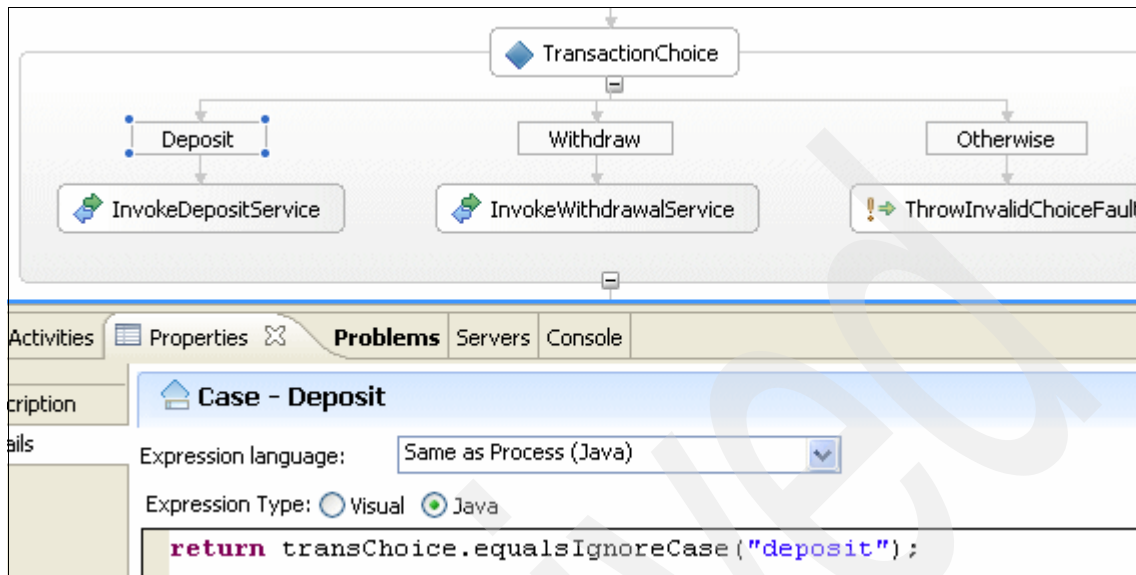 TransactionChoice
Deposit
Withdraw
Otherwise
InvokeDepositService
InvokeWithdrawalService
ThrowInvalidChoiceFault
Activities
Properties
Problems
Servers
Console
cription
ails
Case - Deposit
Expression language:
Same as Process (Java)
Expression Type:
Visual
Java
return transChoice.equalsIgnoreCase("deposit");